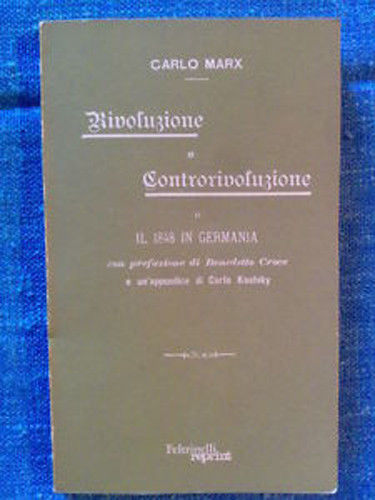 CARLO MARX
Rivoluzione
o
Controrivoluzione
o
IL 1848 IN GERMANIA
con prefazione di Benedetto Croce
e un'appendice di Carlo Kautsky
Feltrinelli
reprint